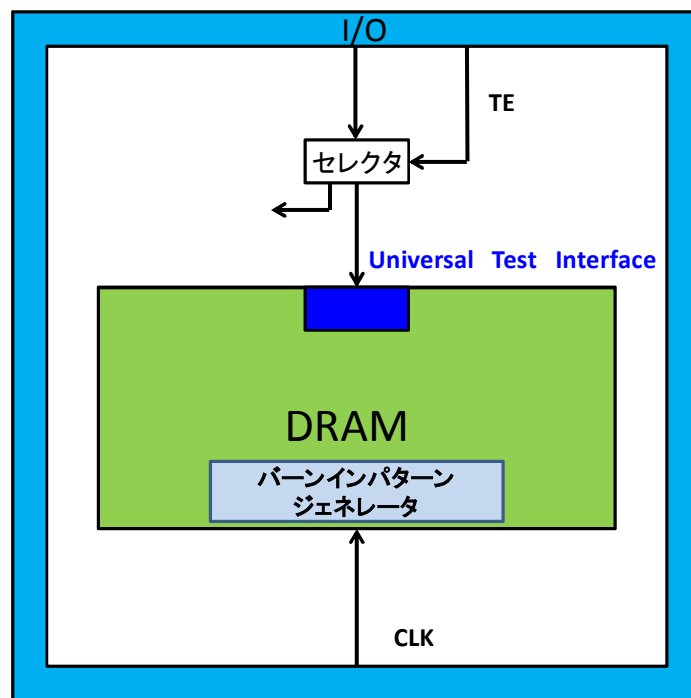 I/O
TE
セレクタ
Universal Test Interface
DRAM
バーンインパターン
ジェネレータ
CLK